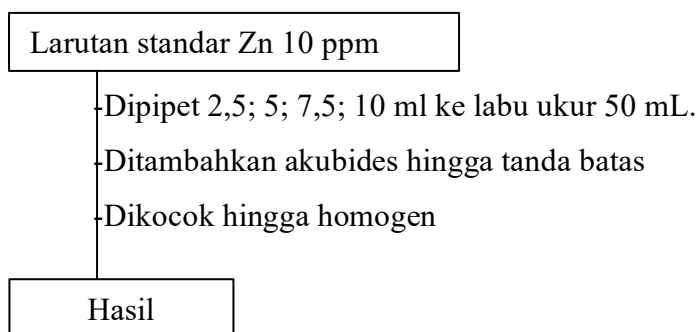 Larutan standar Zn 10 ppm
-Dipipet 2,5; 5; 7,5; 10 ml ke labu ukur 50 mL.
-Ditambahkan akubides hingga tanda batas
-Dikocok hingga homogen
Hasil